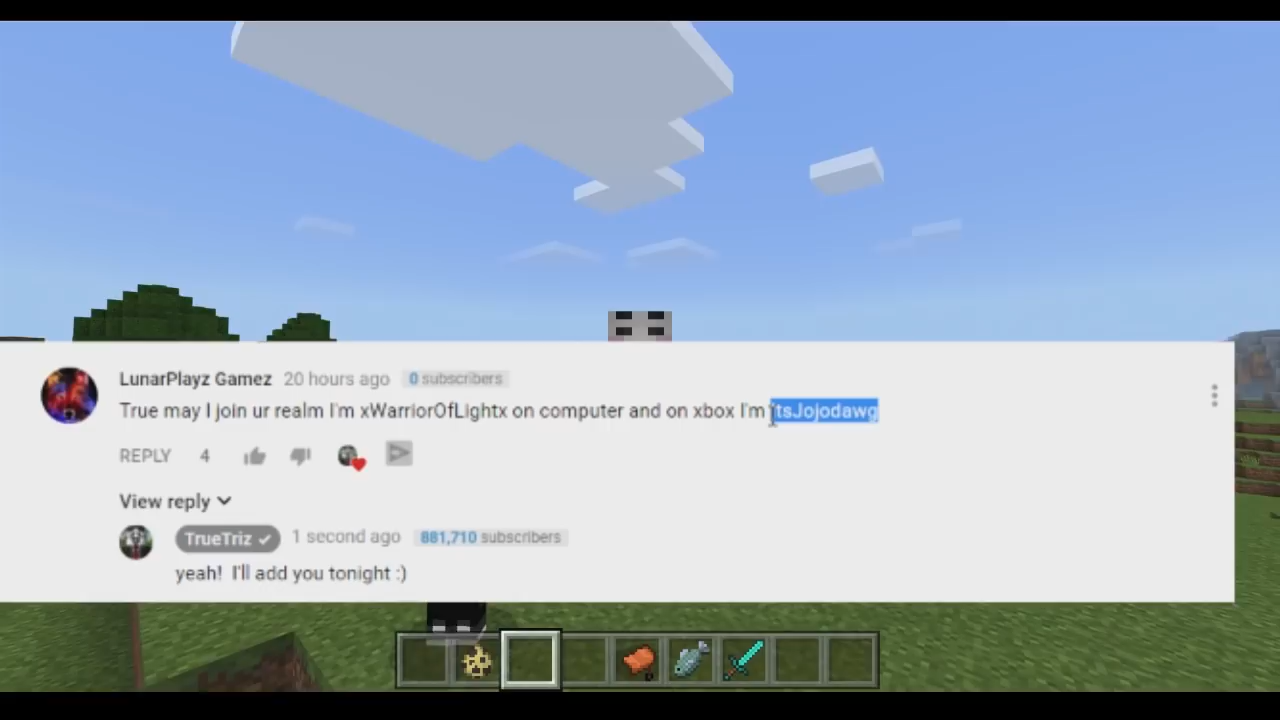 LunarPlayz Gamez 20 hours ago 0 subscribers
True may I join ur realm I'm xWarriorOfLightx on computer and on xbox I'm itsJojodawg
REPLY 4
View reply
TrueTriz 1 second ago 881,710 subscribers
yeah! I'll add you tonight :)